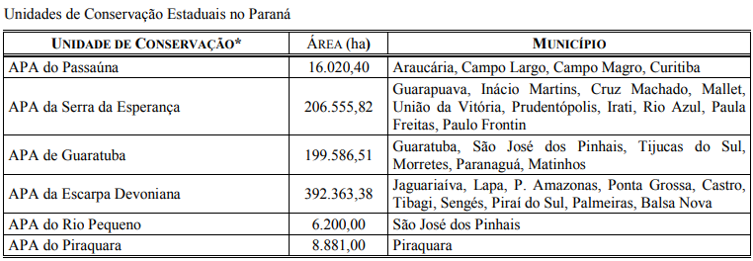 Unidades de Conservação Estaduais no Paraná
UNIDADE DE CONSERVAÇÃO* ÁREA (ha) MUNICÍPIO
APA do Passaúna 16.020,40 Araucária, Campo Largo, Campo Magro, Curitiba
APA da Serra da Esperança 206.555,82 Guarapuava, Inácio Martins, Cruz Machado, Mallet,
União da Vitória, Prudentópolis, Irati, Rio Azul, Paula
Freitas, Paulo Frontin
APA de Guaratuba 199.586,51 Guaratuba, São José dos Pinhais, Tijucas do Sul,
Morretes, Paranaguá, Matinhos
APA da Escarpa Devoniana 392.363,38 Jaguariaíva, Lapa, P. Amazonas, Ponta Grossa, Castro,
Tibagi, Sengés, Piraí do Sul, Palmeiras, Balsa Nova
APA do Rio Pequeno 6.200,00 São José dos Pinhais
APA do Piraquara 8.881,00 Piraquara